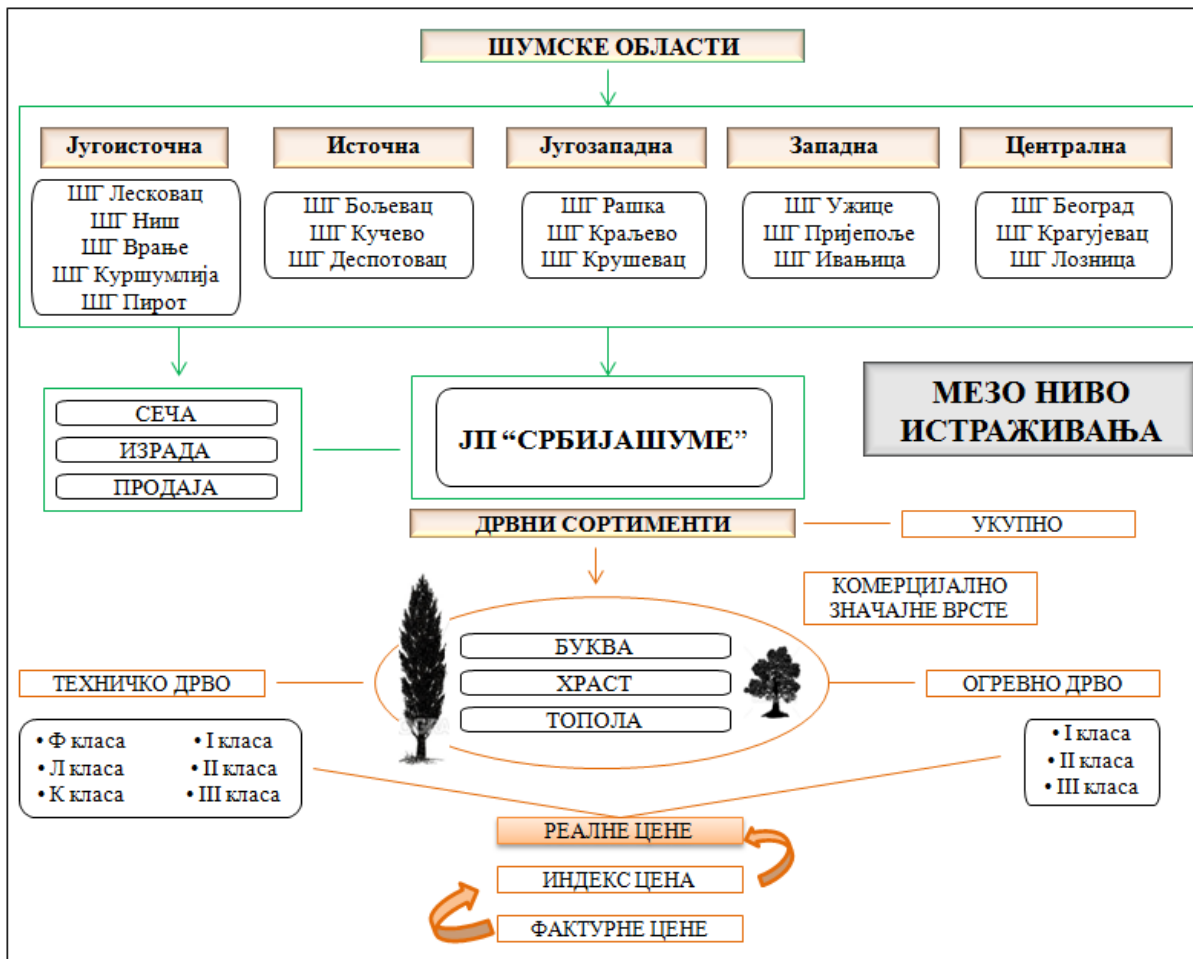 ШУМСКЕ ОБЛАСТИ
Југоисточна
ШГ Лесковац
ШГ Ниш
ШГ Врање
ШГ Куршумлија
ШГ Пирот
Источна
ШГ Бољевац
ШГ Кучево
ШГ Деспотовац
Југозападна
ШГ Рашка
ШГ Краљево
ШГ Крушевац
Западна
ШГ Ужице
ШГ Пријепоље
ШГ Ивањица
Централна
ШГ Београд
ШГ Крагујевац
ШГ Лозница
СЕЧА
ИЗРАДА
ПРОДАЈА
ЈП “СРБИЈАШУМЕ”
МЕЗО НИВО
ИСТРАЖИВАЊА
ДРВНИ СОРТИМЕНТИ
УКУПНО
КОМЕРЦИЈАЛНО
ЗНАЧАЈНЕ ВРСТЕ
БУКВА
ХРАСТ
ТОПОЛА
ТЕХНИЧКО ДРВО
• Ф класа
• Л класа
• К класа
• I класа
• II класа
• III класа
ОГРЕВНО ДРВО
• I класа
• II класа
• III класа
РЕАЛНЕ ЦЕНЕ
ИНДЕКС ЦЕНА
ФАКТУРНЕ ЦЕНЕ